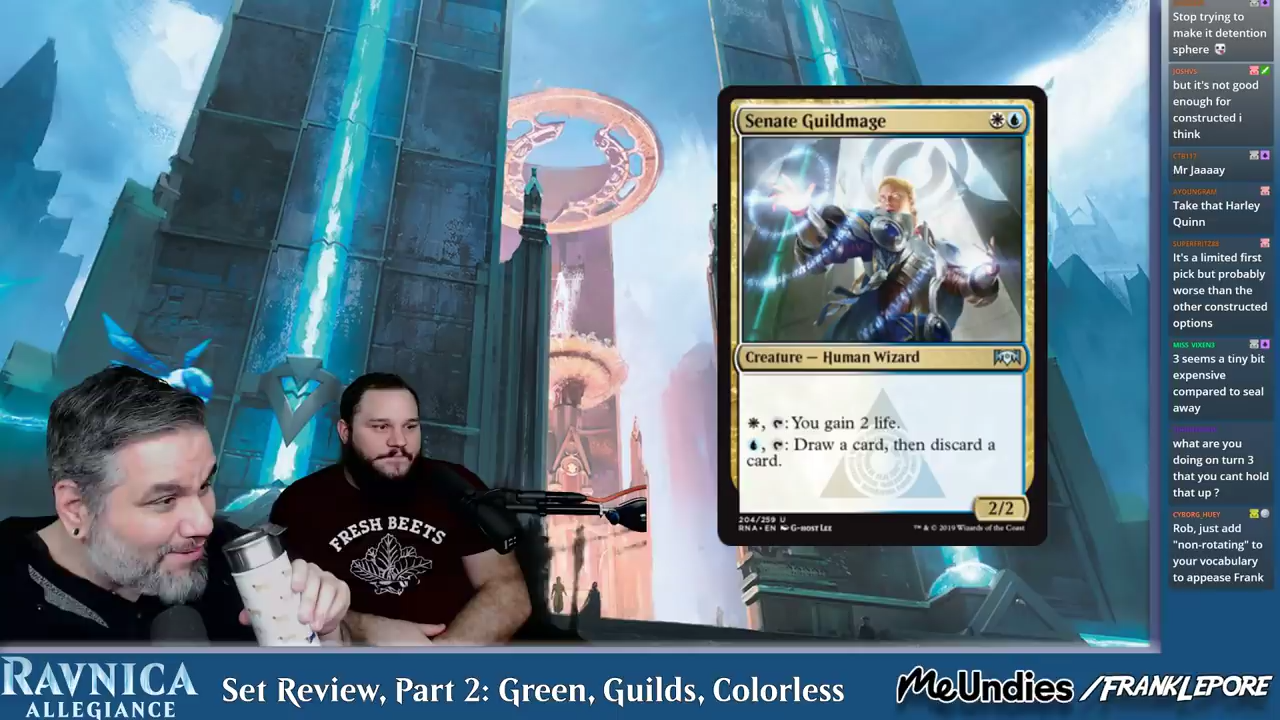 Senate Guildmage
Creature — Human Wizard
, : You gain 2 life.
, : Draw a card, then discard a
card.
2/2
204/259 U
RNA • EN G-HOST LEE
™ & © 2019 Wizards of the Coast
FRESH BEETS
Stop trying to
make it detention
sphere
JOSHVS
but it's not good
enough for
constructed i
think
CTB111
Mr Jaaaay
AYOUNGRAM
Take that Harley
Quinn
SUPERFRITZ88
It's a limited first
pick but probably
worse than the
other constructed
options
MISS VIXEN3
3 seems a tiny bit
expensive
compared to seal
away
what are you
doing on turn 3
that you cant hold
that up ?
CYBORG_HUEY
Rob, just add
"non-rotating" to
your vocabulary
to appease Frank
RAVNICA
ALLEGIANCE
Set Review, Part 2: Green, Guilds, Colorless
MeUndies /FRANKLEPORE